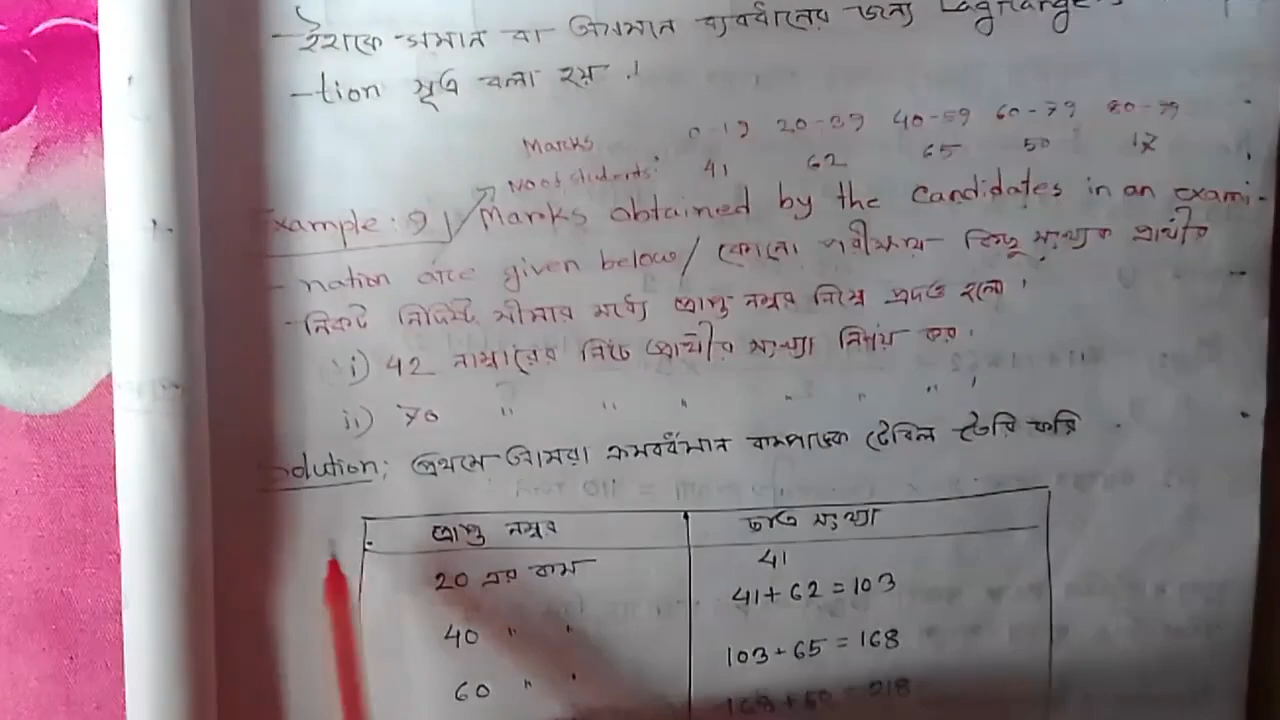 -ইহাকে সমান বা অসমান ব্যবধানের জন্য Lagrange
-tion সূত্র বলা হয় ।
Marks 0-19 20-39 40-59 60-79 80-99
No of students 41 62 65 50 17
Example: 9 / Marks obtained by the candidates in an exami-
-nation are given below / কোনো পরীক্ষায় কিছু সংখ্যক প্রার্থীর
-নিকট নির্দিষ্ট সীমার মধ্যে প্রাপ্ত নম্বর নিম্নে প্রদত্ত হলো ।
i) 42 নাম্বারের নিচে প্রার্থীর সংখ্যা নির্ণয় কর ।
ii) 70 " " " " " " ।
Solution: প্রথমে আমরা ক্রমবর্ধমান টেবিল তৈরি করি .
প্রাপ্ত নম্বর ছাত্র সংখ্যা
20 এর কম 41
40 " " 41+62=103
60 " " 103+65=168
168+50=218